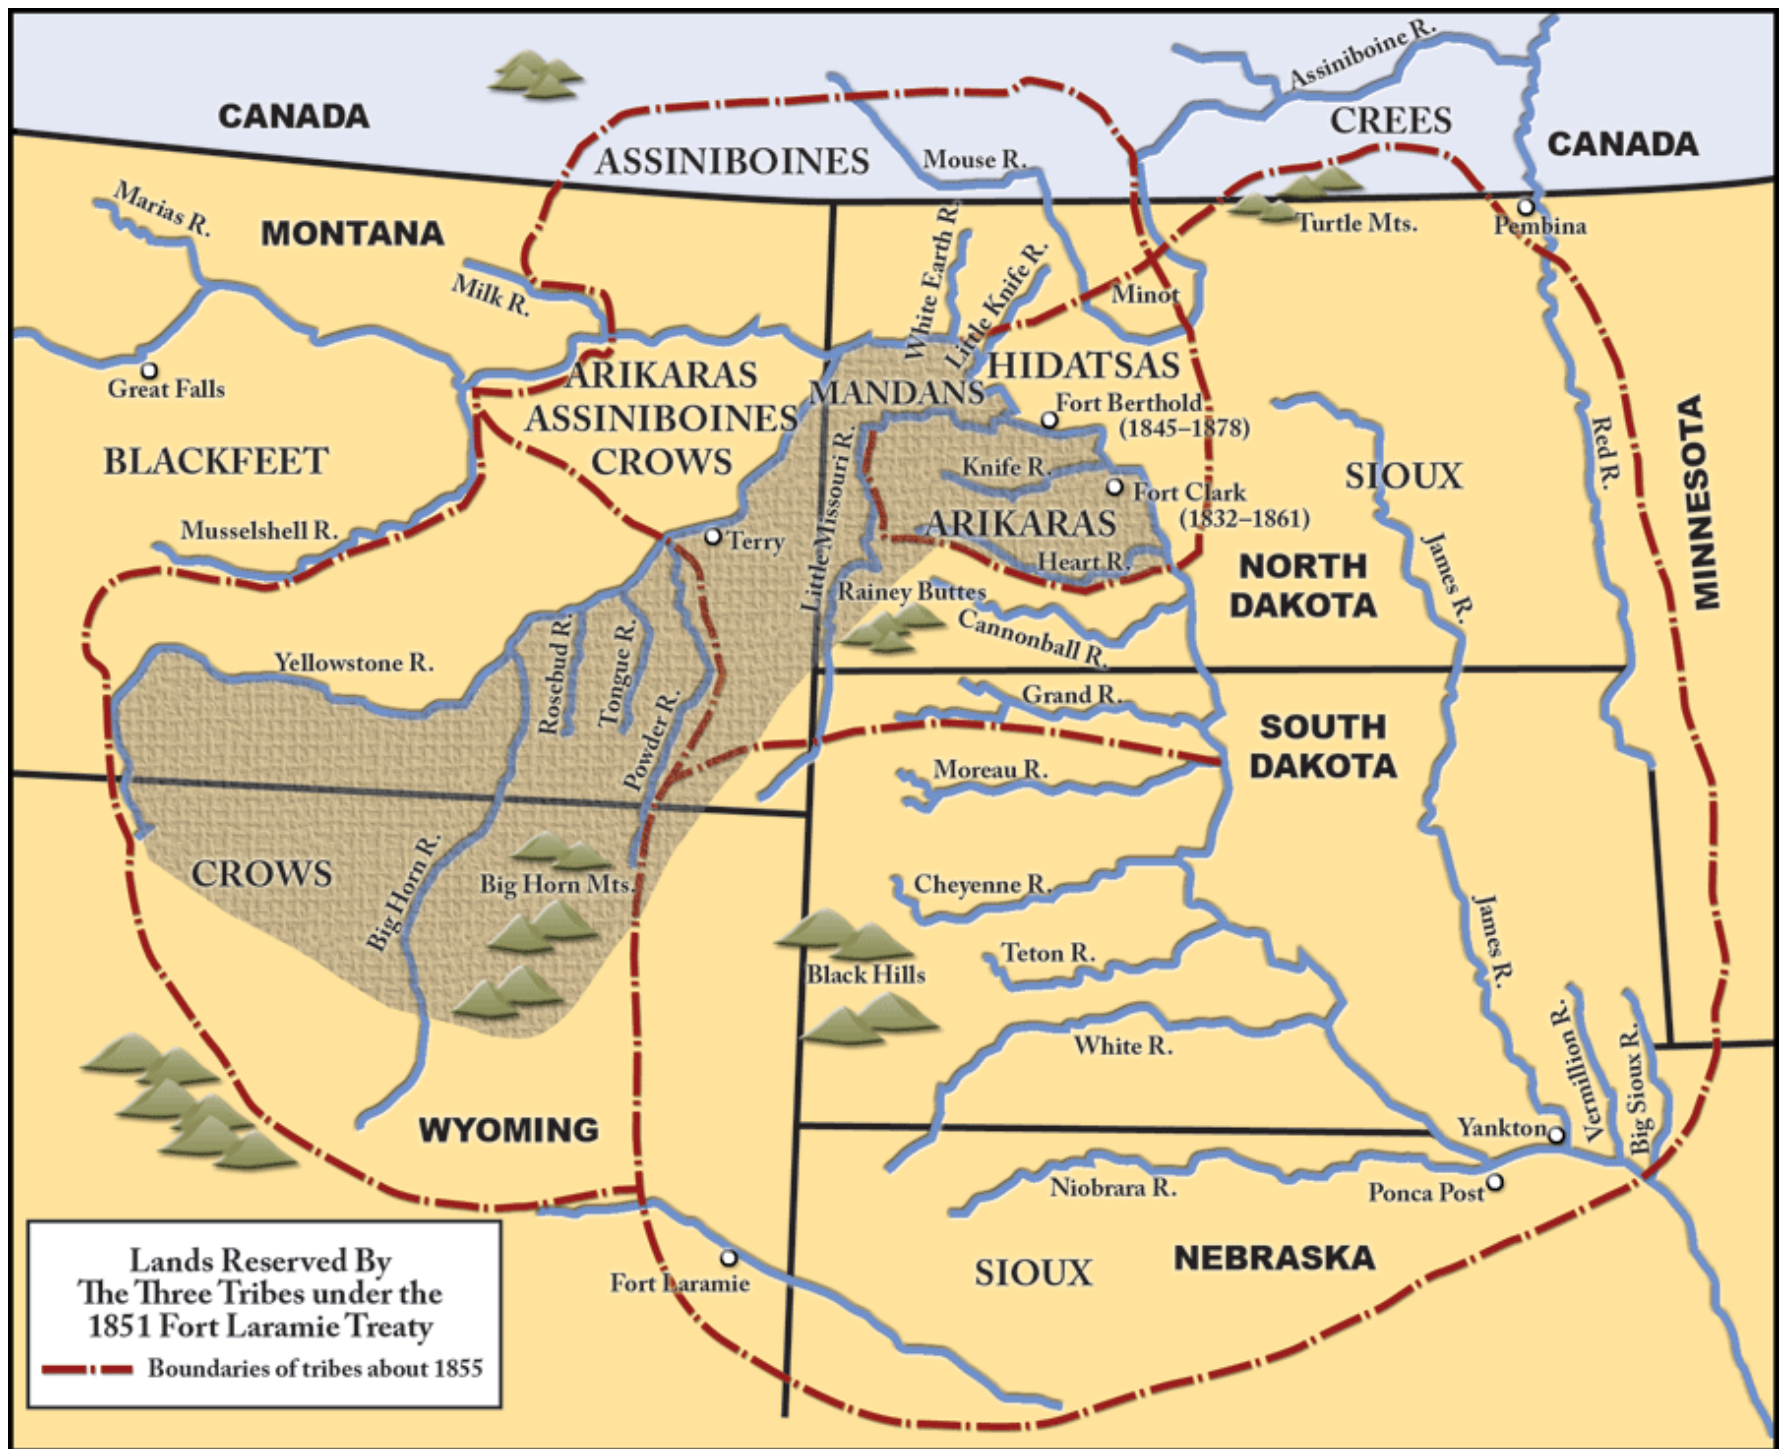 CANADA
ASSINIBOINES
Mouse R.
Assiniboine R.
CREES
CANADA
Marias R.
MONTANA
Milk R.
White Earth R.
Little Knife R.
Turtle Mts.
Pembina
Minot
Great Falls
ARIKARAS
ASSINIBOINES
CROWS
MANDANS
HIDATSAS
Fort Berthold
(1845–1878)
BLACKFEET
Musselshell R.
Terry
Little Missouri R.
Knife R.
Fort Clark
(1832–1861)
ARIKARAS
Heart R.
SIOUX
James R.
Red R.
MINNESOTA
NORTH
DAKOTA
Rainey Buttes
Cannonball R.
Yellowstone R.
Rosebud R.
Tongue R.
Powder R.
Grand R.
SOUTH
DAKOTA
Moreau R.
CROWS
Big Horn R.
Big Horn Mts.
Cheyenne R.
Black Hills
Teton R.
James R.
White R.
Vermillion R.
Big Sioux R.
WYOMING
Yankton
Niobrara R.
Ponca Post
Fort Laramie
SIOUX
NEBRASKA
Lands Reserved By
The Three Tribes under the
1851 Fort Laramie Treaty
Boundaries of tribes about 1855